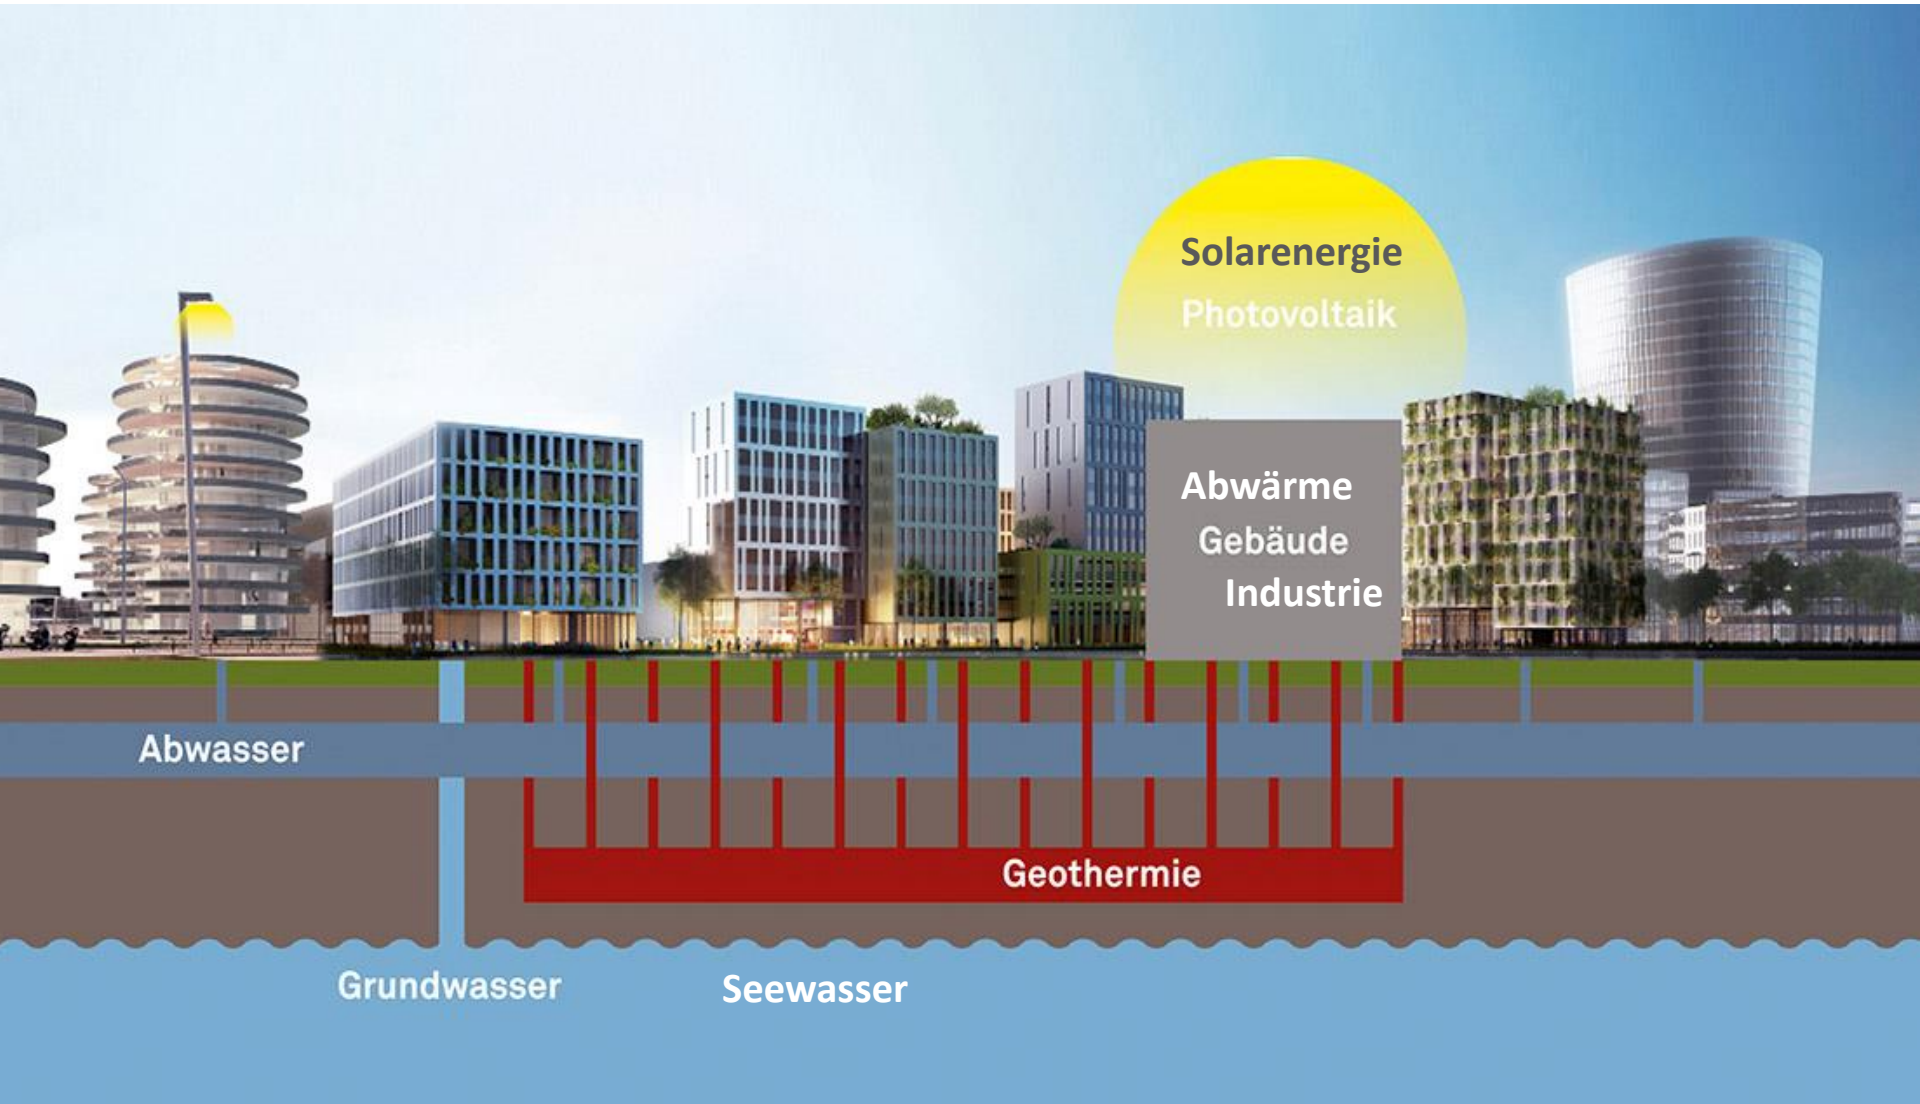 Solarenergie
Photovoltaik
Abwärme
Gebäude
Industrie
Abwasser
Geothermie
Grundwasser
Seewasser